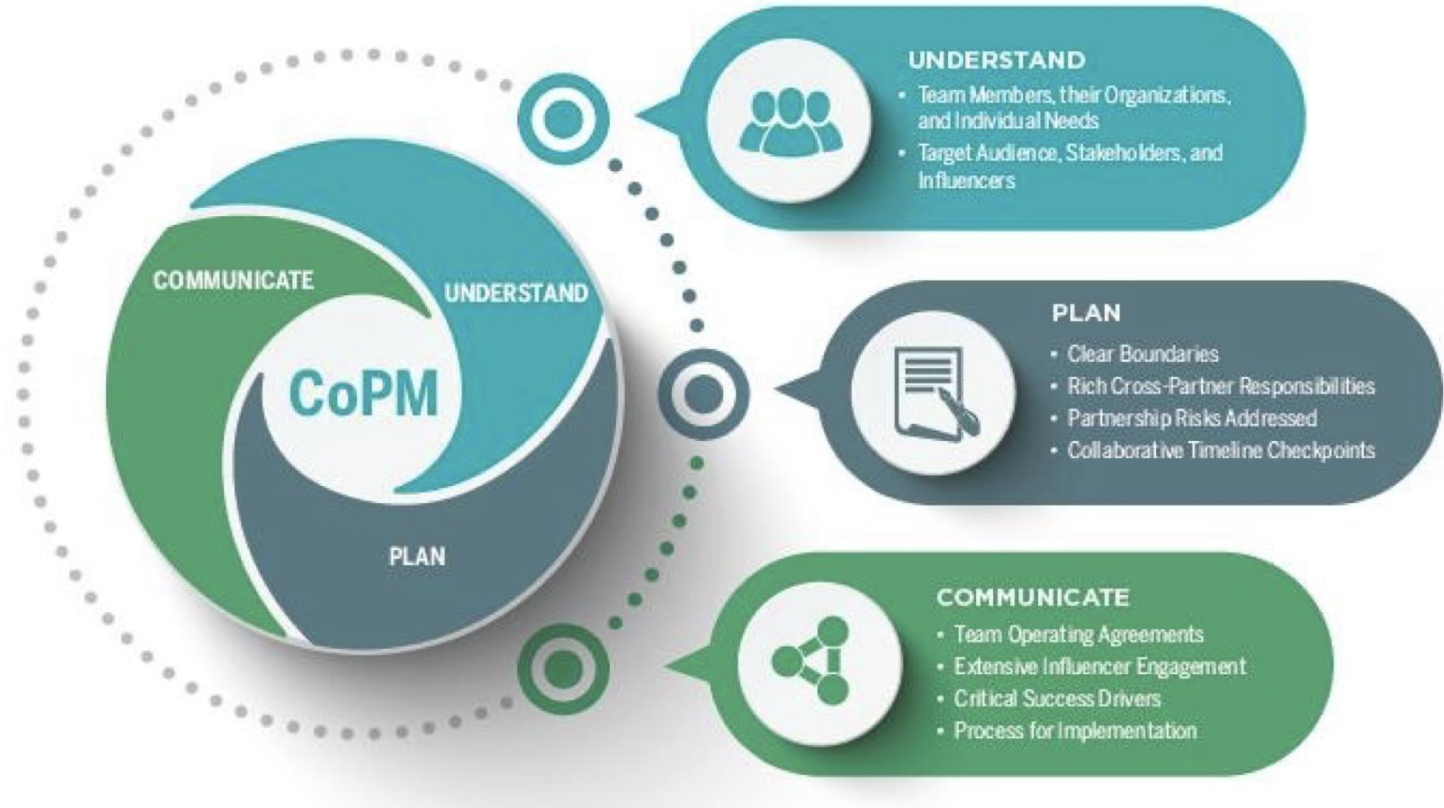 COMMUNICATE
UNDERSTAND
CoPM
PLAN
UNDERSTAND
• Team Members, their Organizations,
and Individual Needs
• Target Audience, Stakeholders, and
Influencers
PLAN
• Clear Boundaries
• Rich Cross-Partner Responsibilities
• Partnership Risks Addressed
• Collaborative Timeline Checkpoints
COMMUNICATE
• Team Operating Agreements
• Extensive Influencer Engagement
• Critical Success Drivers
• Process for Implementation